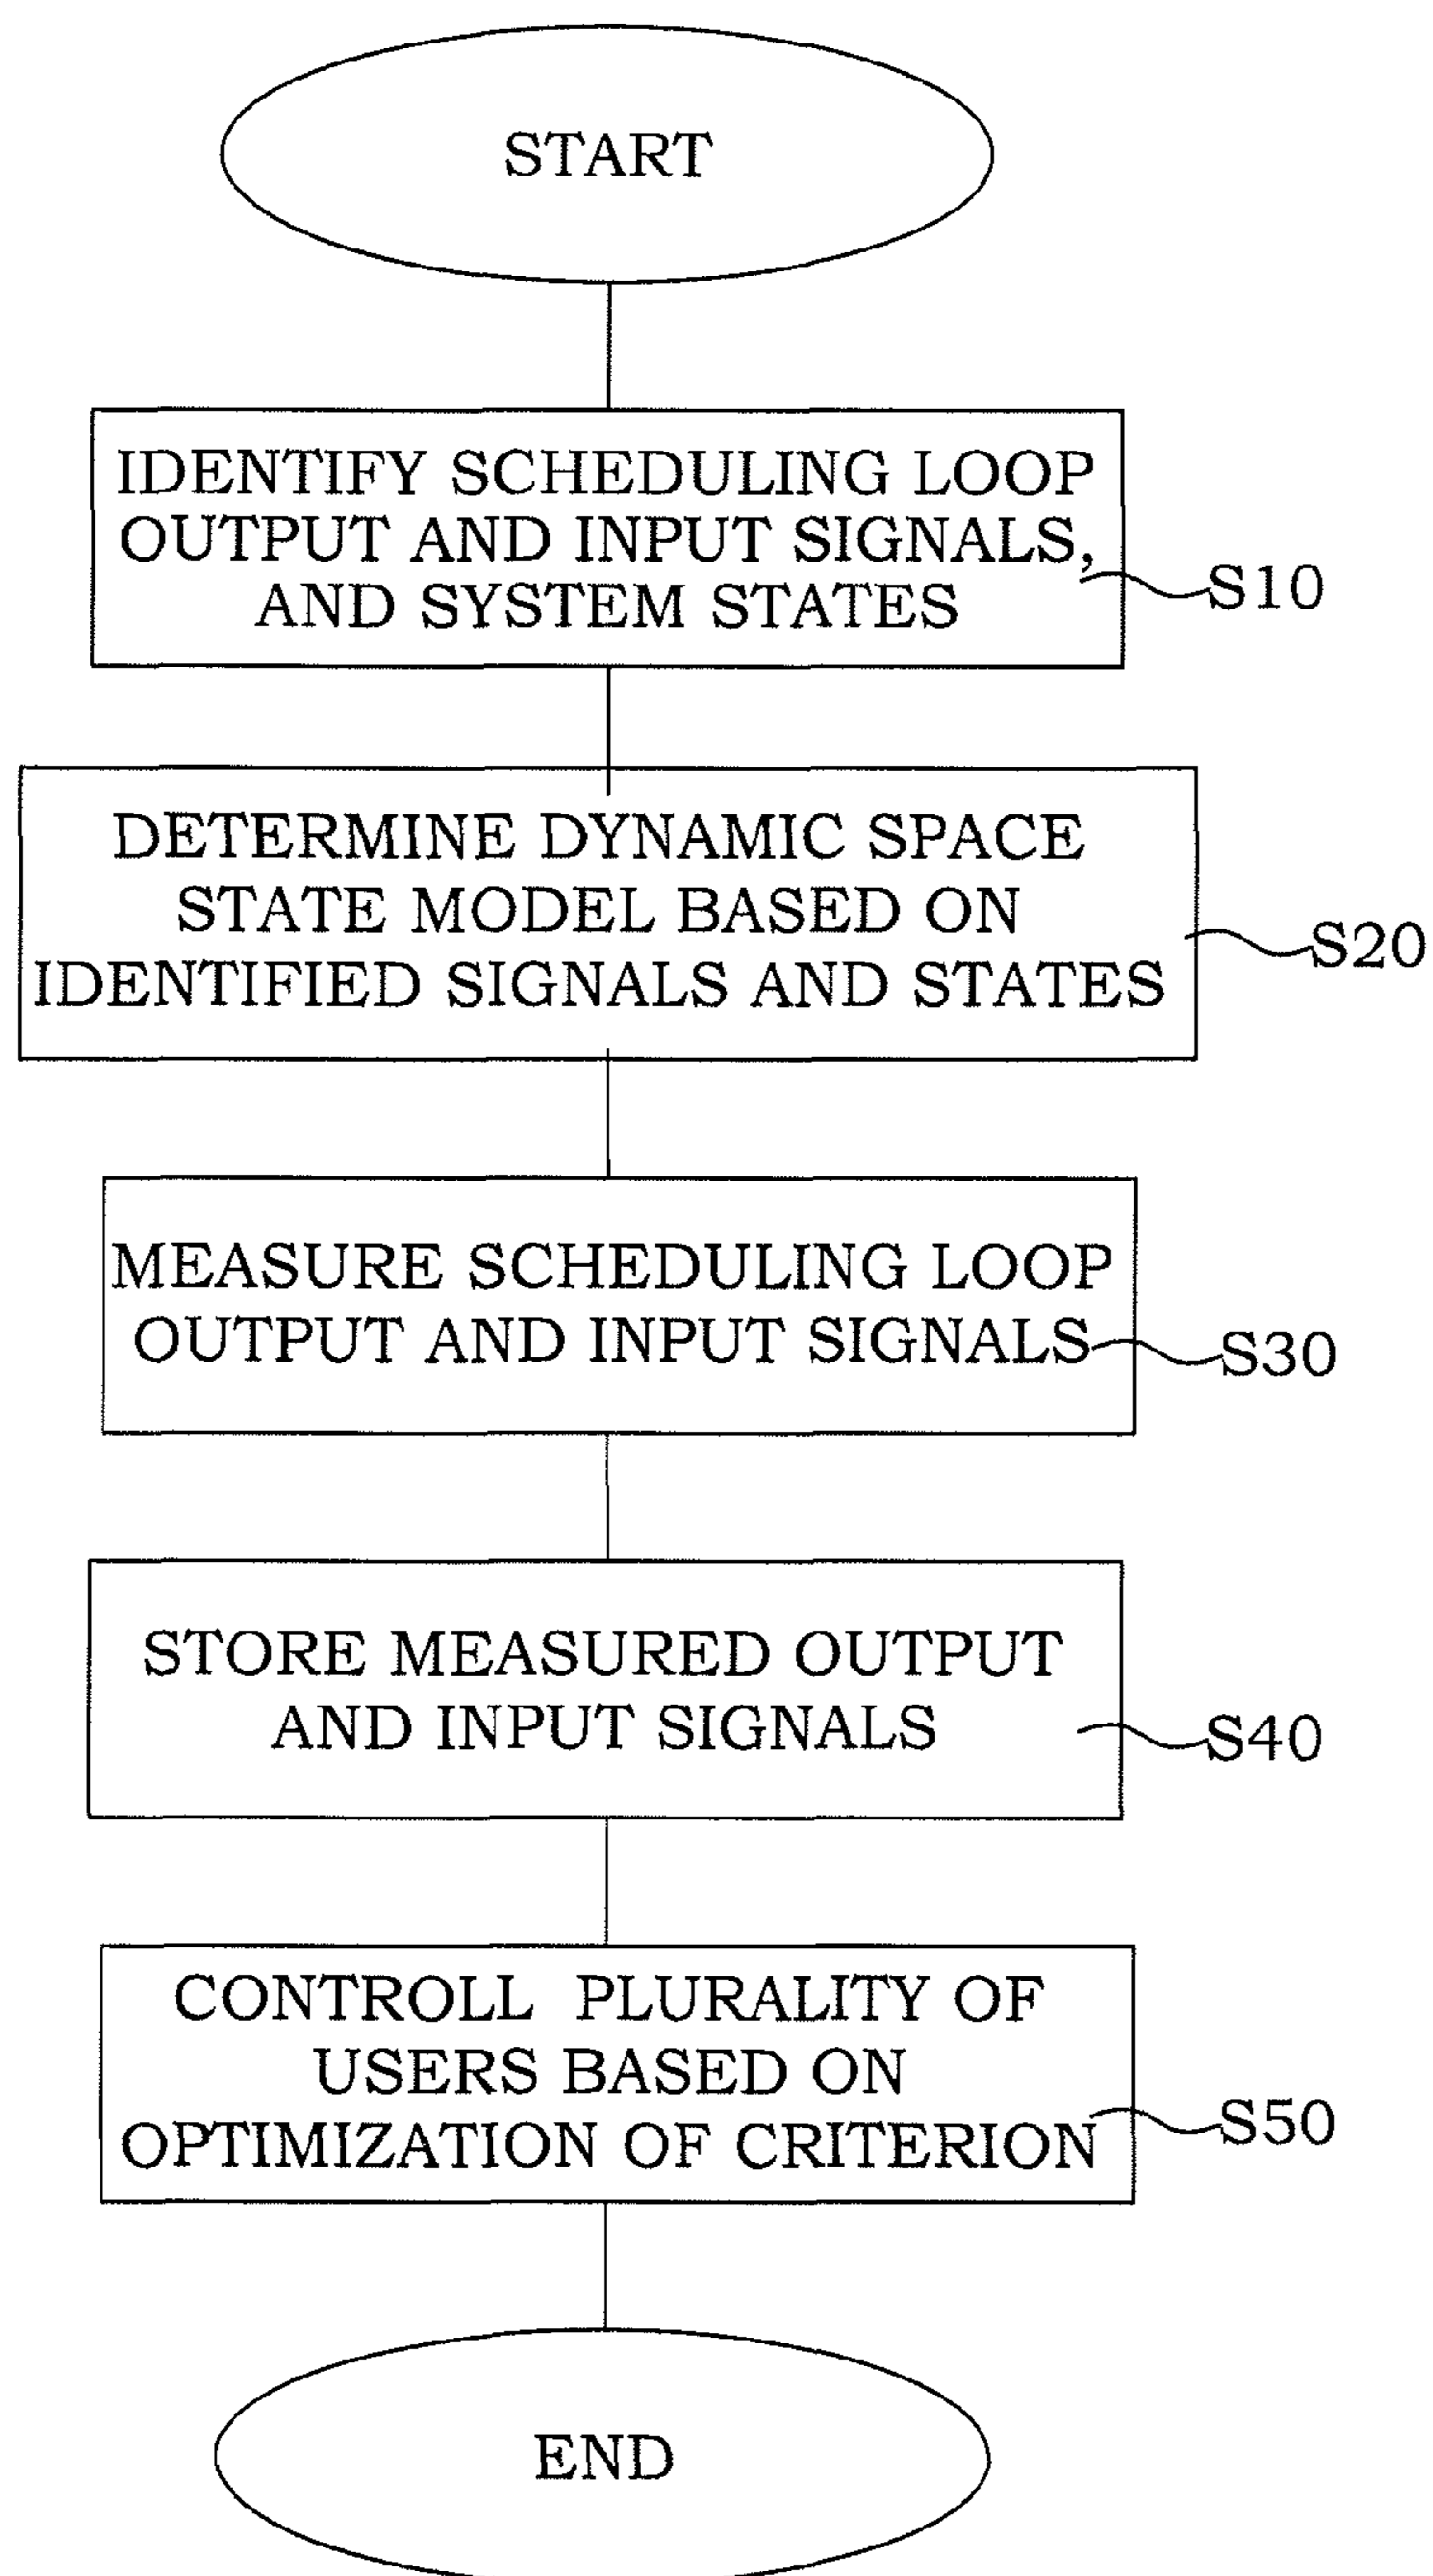 START
IDENTIFY SCHEDULING LOOP
OUTPUT AND INPUT SIGNALS,
AND SYSTEM STATES
S10
DETERMINE DYNAMIC SPACE
STATE MODEL BASED ON
IDENTIFIED SIGNALS AND STATES
S20
MEASURE SCHEDULING LOOP
OUTPUT AND INPUT SIGNALS
S30
STORE MEASURED OUTPUT
AND INPUT SIGNALS
S40
CONTROLL PLURALITY OF
USERS BASED ON
OPTIMIZATION OF CRITERION
S50
END